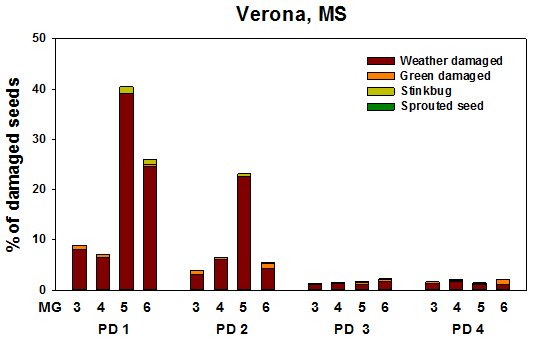 Verona, MS
% of damaged seeds
50
40
30
20
10
0
Weather damaged
Green damaged
Stinkbug
Sprouted seed
MG 3 4 5 6 3 4 5 6 3 4 5 6 3 4 5 6
PD 1 PD 2 PD 3 PD 4